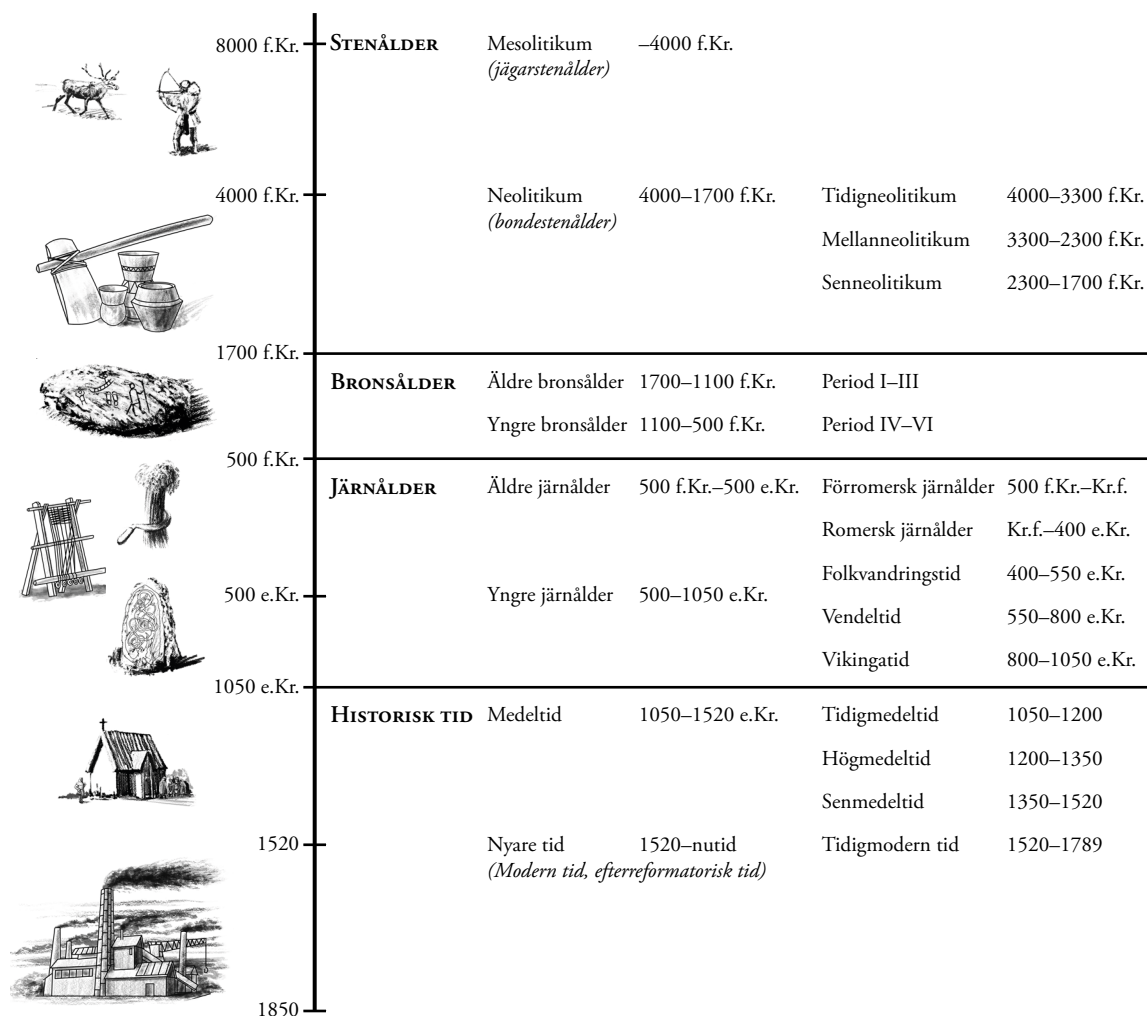 8000 f.Kr. STENÅLDER Mesolitikum –4000 f.Kr.
(jägarstenålder)
4000 f.Kr. Neolitikum 4000–1700 f.Kr. Tidigneolitikum 4000–3300 f.Kr.
(bondestenålder)
Mellanneolitikum 3300–2300 f.Kr.
Senneolitikum 2300–1700 f.Kr.
1700 f.Kr.
BRONSÅLDER Äldre bronsålder 1700–1100 f.Kr. Period I–III
Yngre bronsålder 1100–500 f.Kr. Period IV–VI
500 f.Kr.
JÄRNÅLDER Äldre järnålder 500 f.Kr.–500 e.Kr. Förromersk järnålder 500 f.Kr.–Kr.f.
Romersk järnålder Kr.f.–400 e.Kr.
Folkvandringstid 400–550 e.Kr.
500 e.Kr. Yngre järnålder 500–1050 e.Kr.
Vendeltid 550–800 e.Kr.
Vikingatid 800–1050 e.Kr.
1050 e.Kr.
HISTORISK TID Medeltid 1050–1520 e.Kr. Tidigmedeltid 1050–1200
Högmedeltid 1200–1350
Senmedeltid 1350–1520
1520 Nyare tid 1520–nutid Tidigmodern tid 1520–1789
(Modern tid, efterreformatorisk tid)
1850